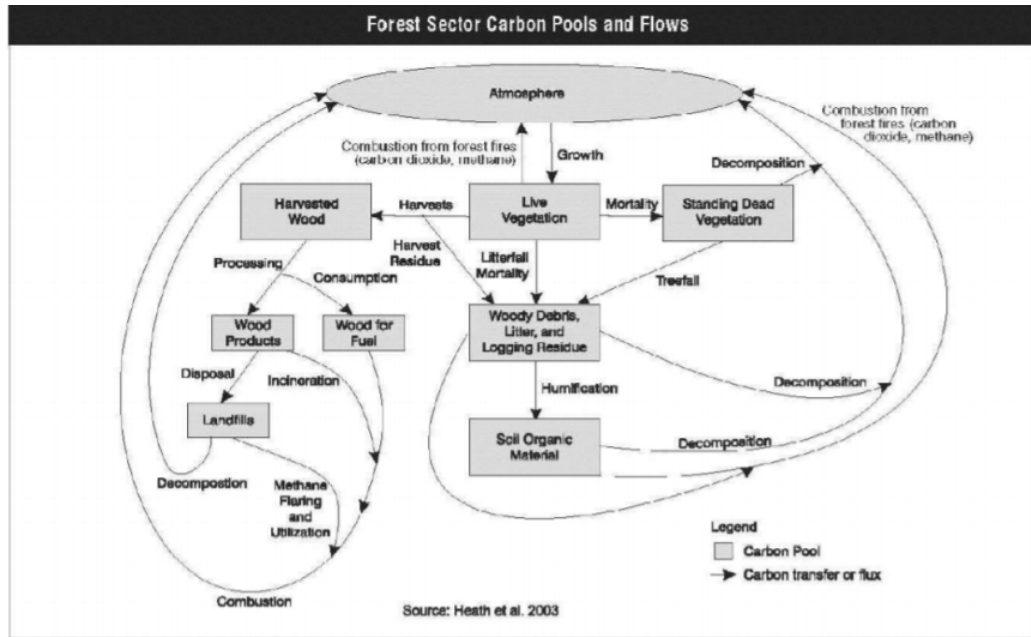 Forest Sector Carbon Pools and Flows
Atmosphere
Combustion from forest fires
(carbon dioxide, methane)
Growth
Combustion from
forest fires (carbon
dioxide, methane)
Decomposition
Harvested
Wood
Harvests
Live
Vegetation
Mortality
Standing Dead
Vegetation
Harvest
Residue
Litterfall
Mortality
Treefall
Processing
Consumption
Wood
Products
Wood for
Fuel
Woody Debris,
Litter, and
Logging Residue
Disposal
Incineration
Humification
Decomposition
Landfills
Soil Organic
Material
Decomposition
Decompostion
Methane
Flaring
and
Utilization
Combustion
Legend
Carbon Pool
Carbon transfer or flux
Source: Heath et al. 2003